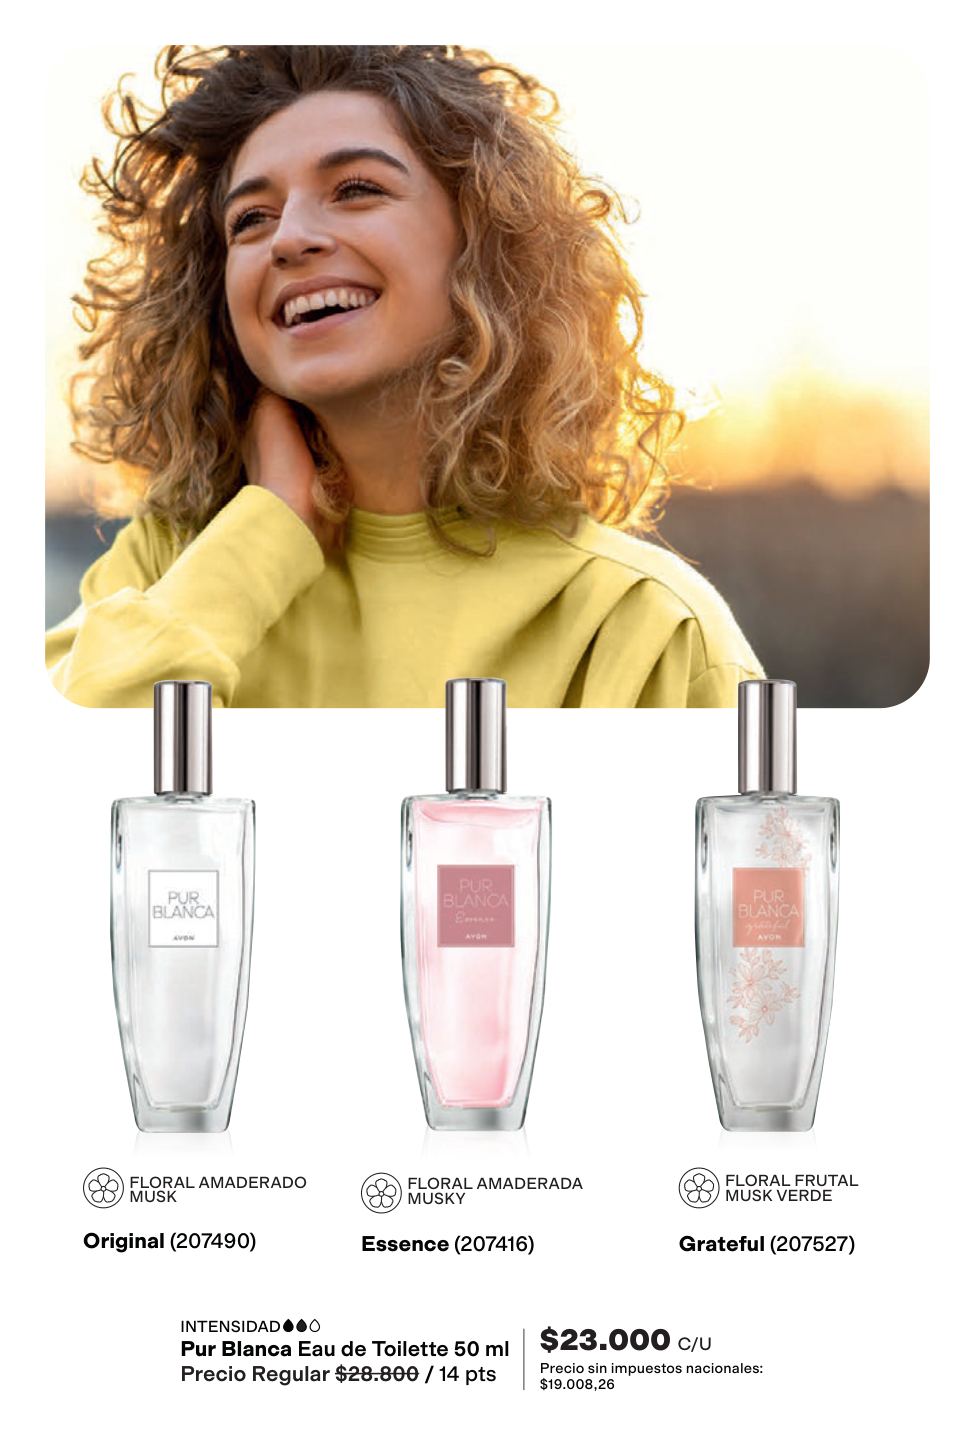 PUR
BLANCA
AVON
PUR
BLANCA
Essence
AVON
PUR
BLANCA
grateful
AVON
FLORAL AMADERADO
MUSK
Original (207490)
FLORAL AMADERADA
MUSKY
Essence (207416)
FLORAL FRUTAL
MUSK VERDE
Grateful (207527)
INTENSIDAD
Pur Blanca Eau de Toilette 50 ml
Precio Regular $28.800 / 14 pts
$23.000 C/U
Precio sin impuestos nacionales:
$19.008,26